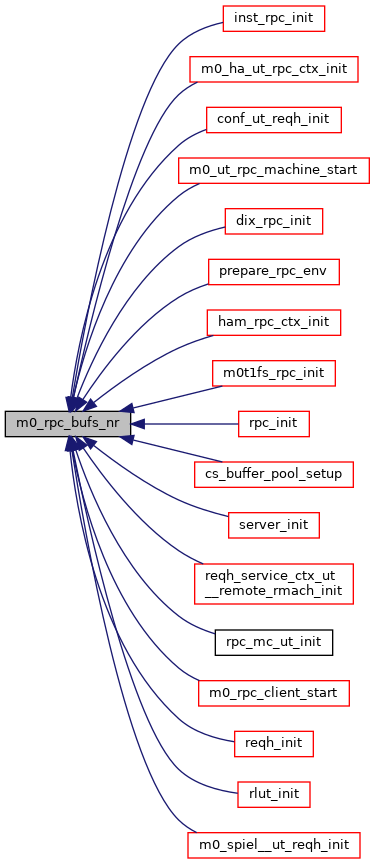 inst_rpc_init
m0_ha_ut_rpc_ctx_init
conf_ut_reqh_init
m0_ut_rpc_machine_start
dix_rpc_init
prepare_rpc_env
ham_rpc_ctx_init
m0t1fs_rpc_init
m0_rpc_bufs_nr
rpc_init
cs_buffer_pool_setup
server_init
reqh_service_ctx_ut
__remote_rmach_init
rpc_mc_ut_init
m0_rpc_client_start
reqh_init
rlut_init
m0_spiel__ut_reqh_init